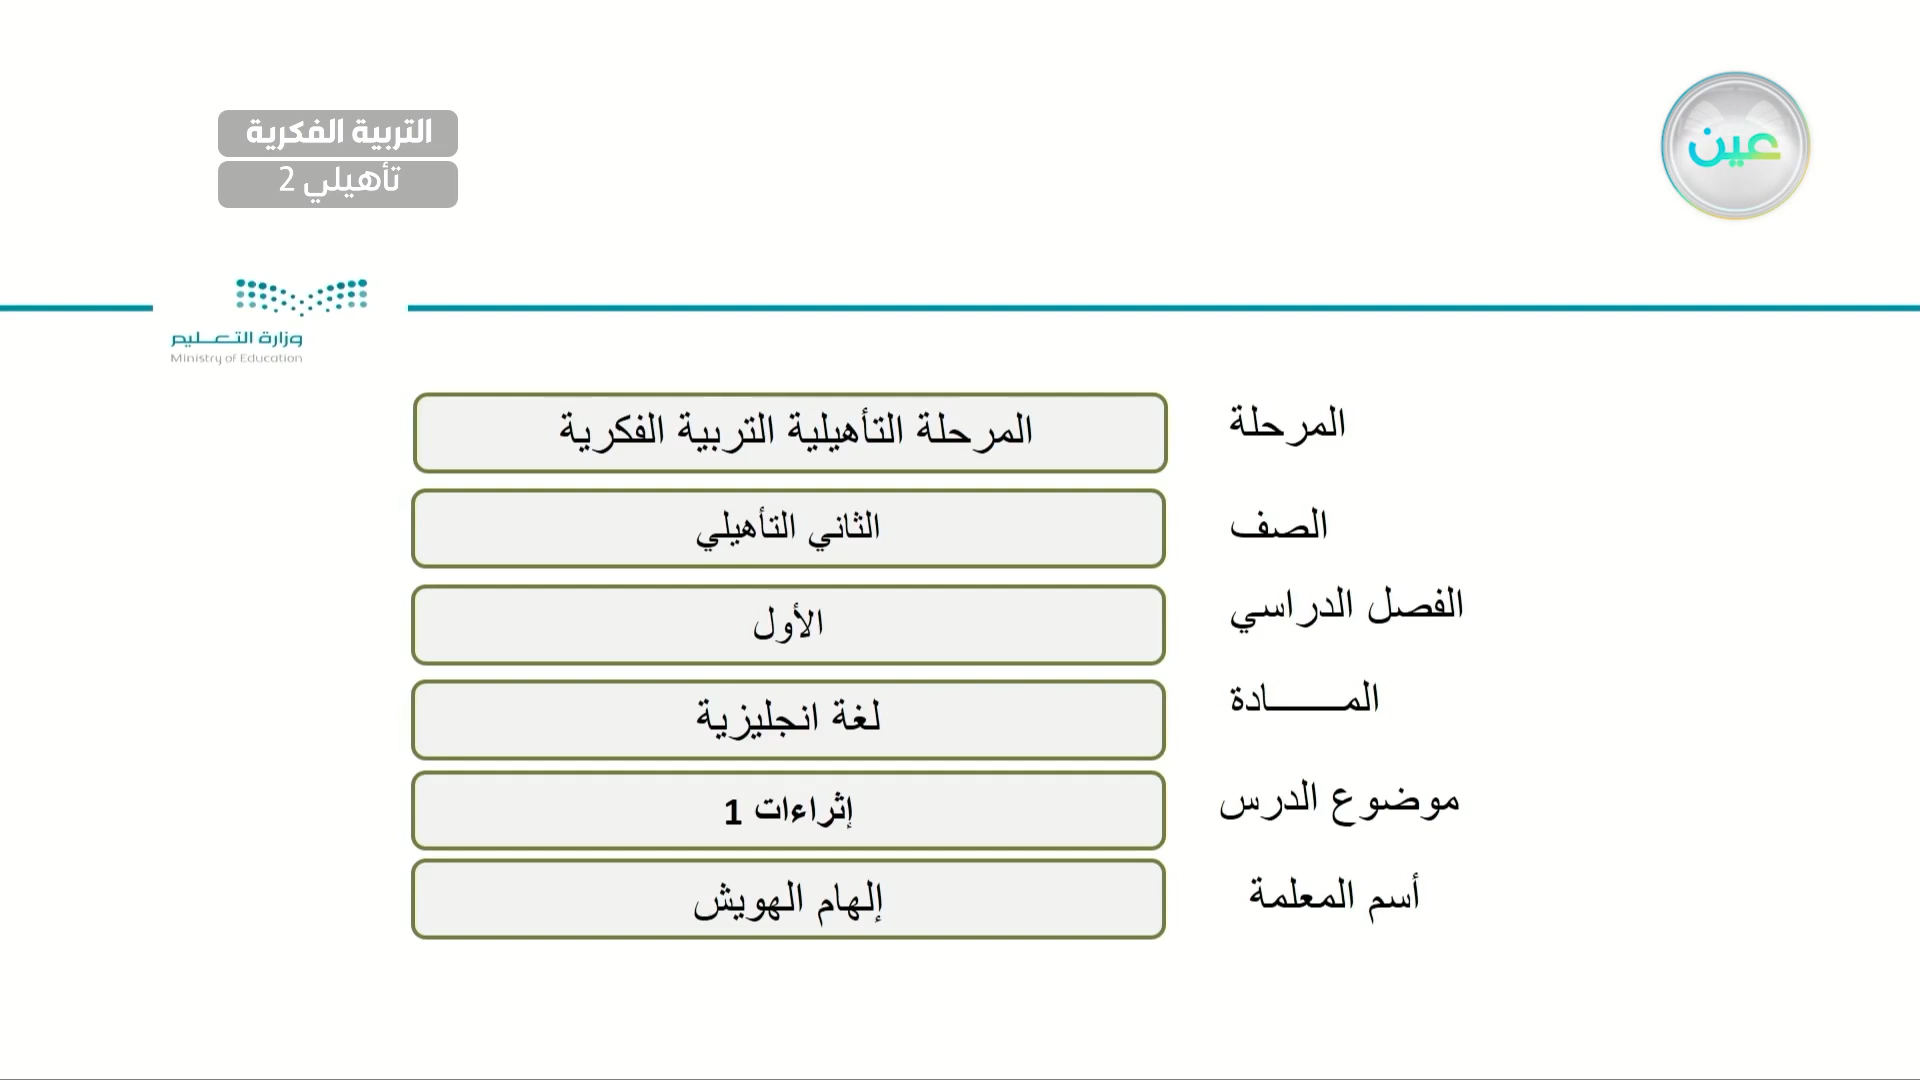 عين
التربية الفكرية
تأهيلي 2
وزارة التعليم
Ministry of Education
المرحلة
المرحلة التأهيلية التربية الفكرية
الصف
الثاني التأهيلي
الفصل الدراسي
الأول
المـــــــادة
لغة انجليزية
موضوع الدرس
إثراءات 1
أسم المعلمة
إلهام الهويش